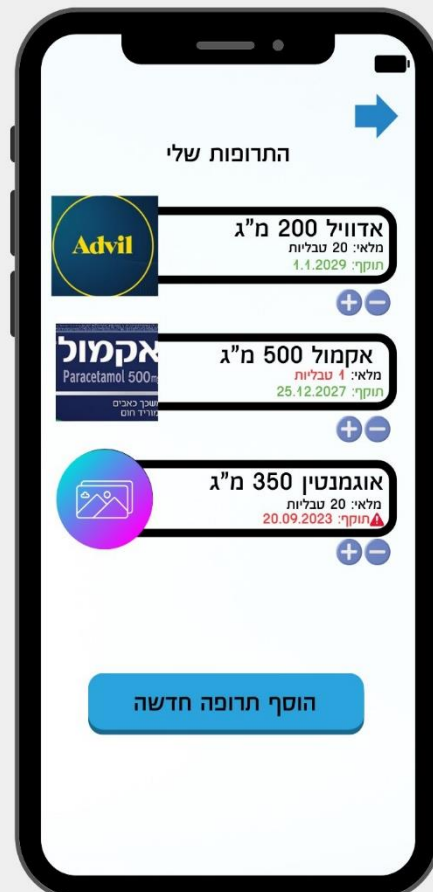 התרופות שלי
Advil
אדוויל 200 מ"ג
מלאי: 20 טבליות
תוקף: 1.1.2029
אקמול
Paracetamol 500mg
משכך כאבים
מוריד חום
אקמול 500 מ"ג
מלאי: 1 טבליות
תוקף: 25.12.2027
אוגמנטין 350 מ"ג
מלאי: 20 טבליות
תוקף: 20.09.2023
הוסף תרופה חדשה